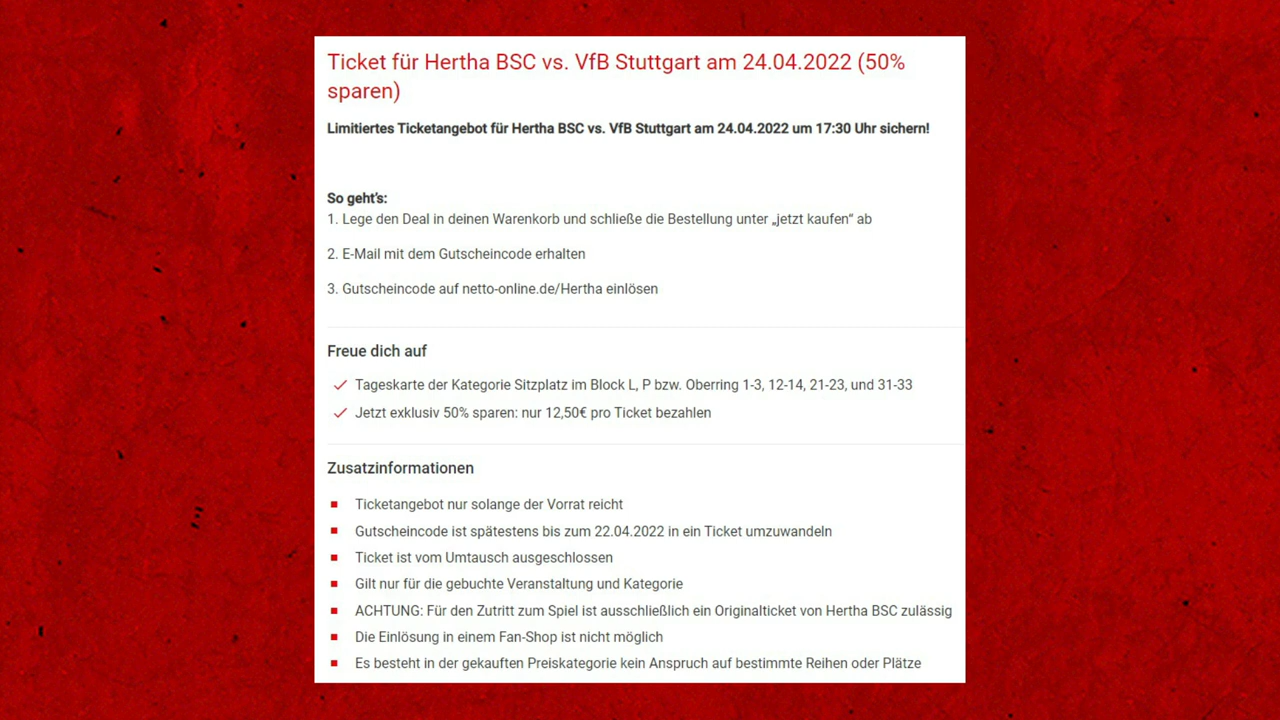 Ticket für Hertha BSC vs. VfB Stuttgart am 24.04.2022 (50%
sparen)
Limitiertes Ticketangebot für Hertha BSC vs. VfB Stuttgart am 24.04.2022 um 17:30 Uhr sichern!
So geht’s:
1. Lege den Deal in deinen Warenkorb und schließe die Bestellung unter „jetzt kaufen“ ab
2. E-Mail mit dem Gutscheincode erhalten
3. Gutscheincode auf netto-online.de/Hertha einlösen
Freue dich auf
Tageskarte der Kategorie Sitzplatz im Block L, P bzw. Oberring 1-3, 12-14, 21-23, und 31-33
Jetzt exklusiv 50% sparen: nur 12,50€ pro Ticket bezahlen
Zusatzinformationen
Ticketangebot nur solange der Vorrat reicht
Gutscheincode ist spätestens bis zum 22.04.2022 in ein Ticket umzuwandeln
Ticket ist vom Umtausch ausgeschlossen
Gilt nur für die gebuchte Veranstaltung und Kategorie
ACHTUNG: Für den Zutritt zum Spiel ist ausschließlich ein Originalticket von Hertha BSC zulässig
Die Einlösung in einem Fan-Shop ist nicht möglich
Es besteht in der gekauften Preiskategorie kein Anspruch auf bestimmte Reihen oder Plätze